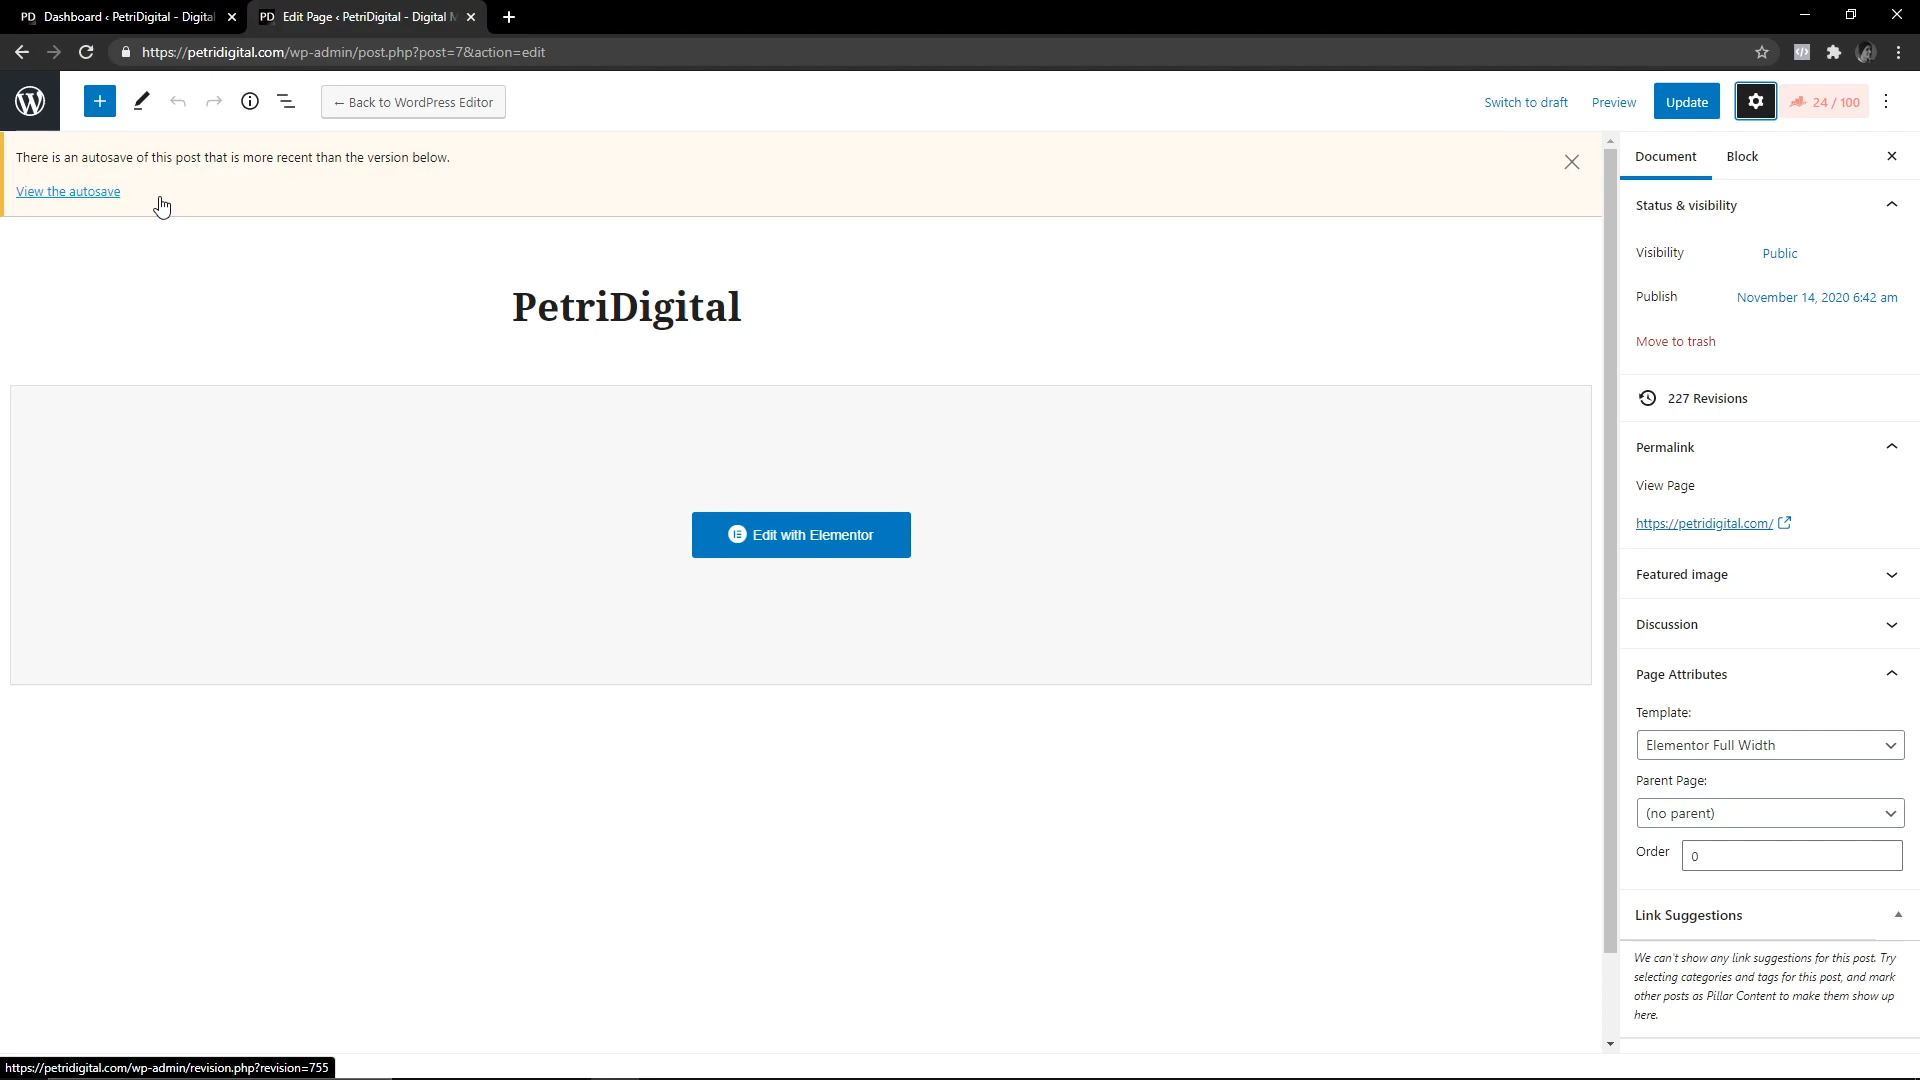 PD Dashboard ‹ PetriDigital - Digital
PD Edit Page ‹ PetriDigital - Digital M
https://petridigital.com/wp-admin/post.php?post=7&action=edit
← Back to WordPress Editor
Switch to draft
Preview
Update
24 / 100
There is an autosave of this post that is more recent than the version below.
View the autosave
PetriDigital
Edit with Elementor
Document
Block
Status & visibility
Visibility
Public
Publish
November 14, 2020 6:42 am
Move to trash
227 Revisions
Permalink
View Page
https://petridigital.com/
Featured image
Discussion
Page Attributes
Template:
Elementor Full Width
Parent Page:
(no parent)
Order
0
Link Suggestions
We can't show any link suggestions for this post. Try
selecting categories and tags for this post, and mark
other posts as Pillar Content to make them show up
here.
https://petridigital.com/wp-admin/revision.php?revision=755